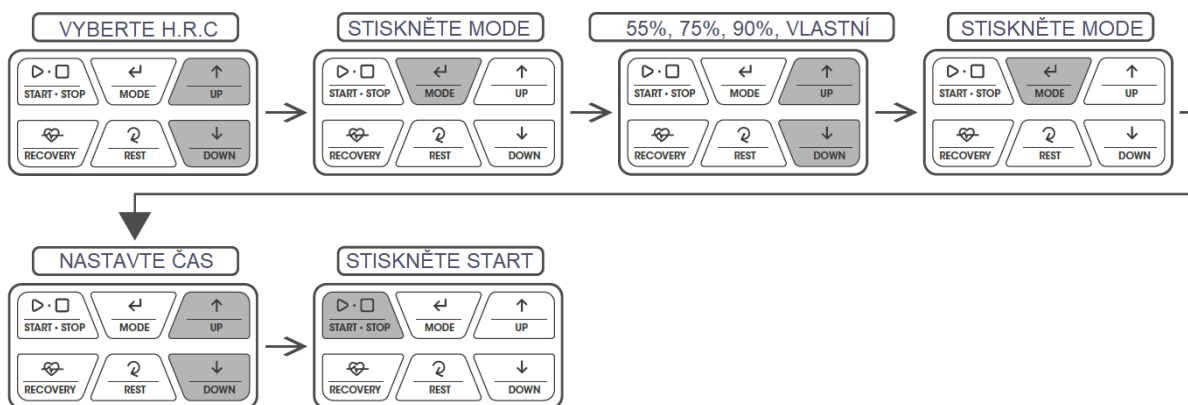 VYBERTE H.R.C
START • STOP MODE UP
RECOVERY REST DOWN
STISKNĚTE MODE
START • STOP MODE UP
RECOVERY REST DOWN
55%, 75%, 90%, VLASTNÍ
START • STOP MODE UP
RECOVERY REST DOWN
STISKNĚTE MODE
START • STOP MODE UP
RECOVERY REST DOWN
NASTAVTE ČAS
START • STOP MODE UP
RECOVERY REST DOWN
STISKNĚTE START
START • STOP MODE UP
RECOVERY REST DOWN